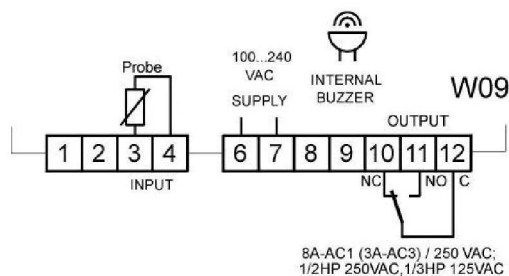 Probe
100...240
VAC
SUPPLY
INTERNAL
BUZZER
W09
OUTPUT
1 2 3 4 6 7 8 9 10 11 12
INPUT
NC NO C
8A-AC1 (3A-AC3) / 250 VAC;
1/2HP 250VAC,1/3HP 125VAC